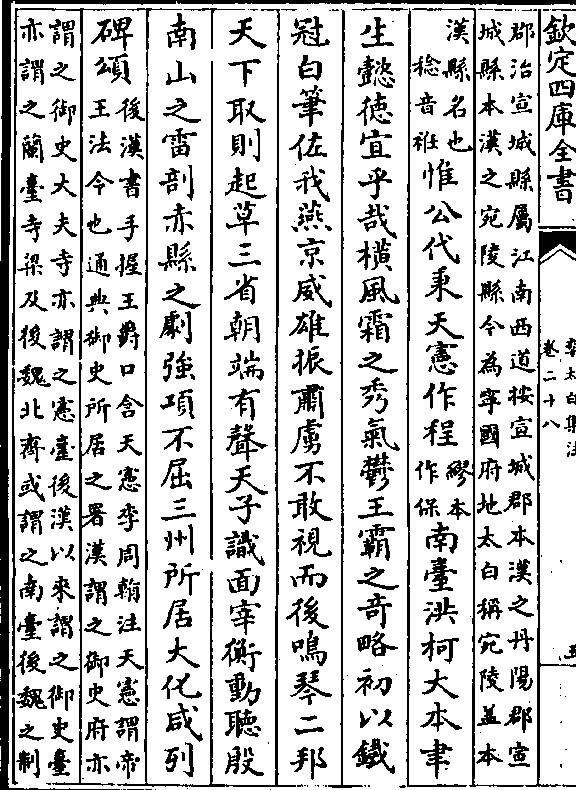 欽定四庫全書
李太白集注
卷二十八
五
郡治宣城縣屬江南西道按宣城郡本漢之丹陽郡宣
城縣本漢之宛陵縣今為寧國府地太白稱宛陵蓋本
漢縣名也
稔音袵
惟公代秉天憲作程
繆本
作保
南臺洪柯大本聿
生懿徳宜乎哉横風霜之秀氣鬱王霸之奇略初以鐵
冠白筆佐我燕京威雄振肅虜不敢視而後鳴琴二邦
天下取則起草三省朝端有聲天子識面宰衡動聽殷
南山之雷剖赤縣之劇強項不屈三州所居大化咸列
碑頌
後漢書手握王爵口含天憲李周翰注天憲謂帝
王法令也通典御史所居之署漢謂之御史府亦
謂之御史大夫寺亦謂之憲臺後漢以來謂之御史臺
亦謂之蘭臺寺梁及後魏北齊或謂之南臺後魏之制